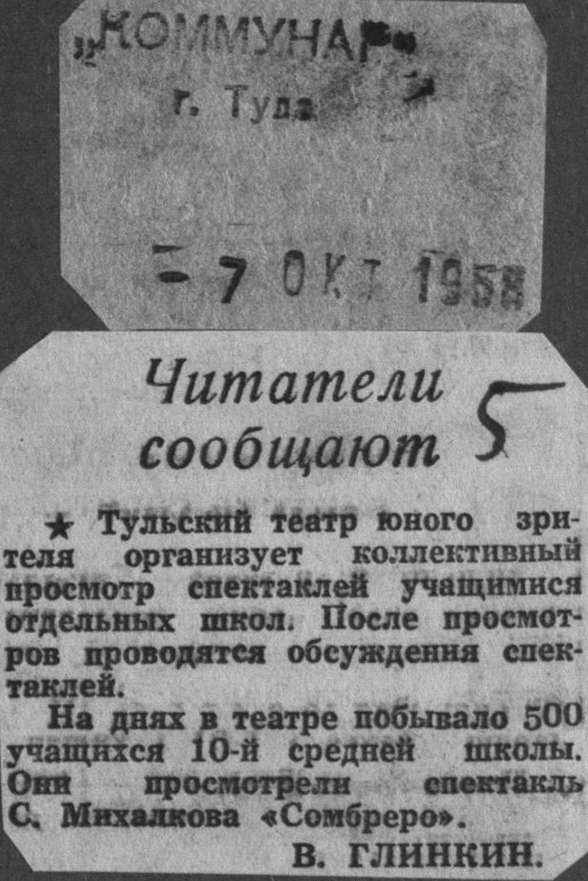 „КОММУНАР"
г. Тула
- 7 ОКТ 1958
Читатели
сообщают
5
★ Тульский театр юного зри-
теля организует коллективный
просмотр спектаклей учащимися
отдельных школ. После просмот-
ров проводятся обсуждения спек-
таклей.
На днях в театре побывало 500
учащихся 10-й средней школы.
Они просмотрели спектакль
С. Михалкова «Сомбреро».
В. ГЛИНКИН.